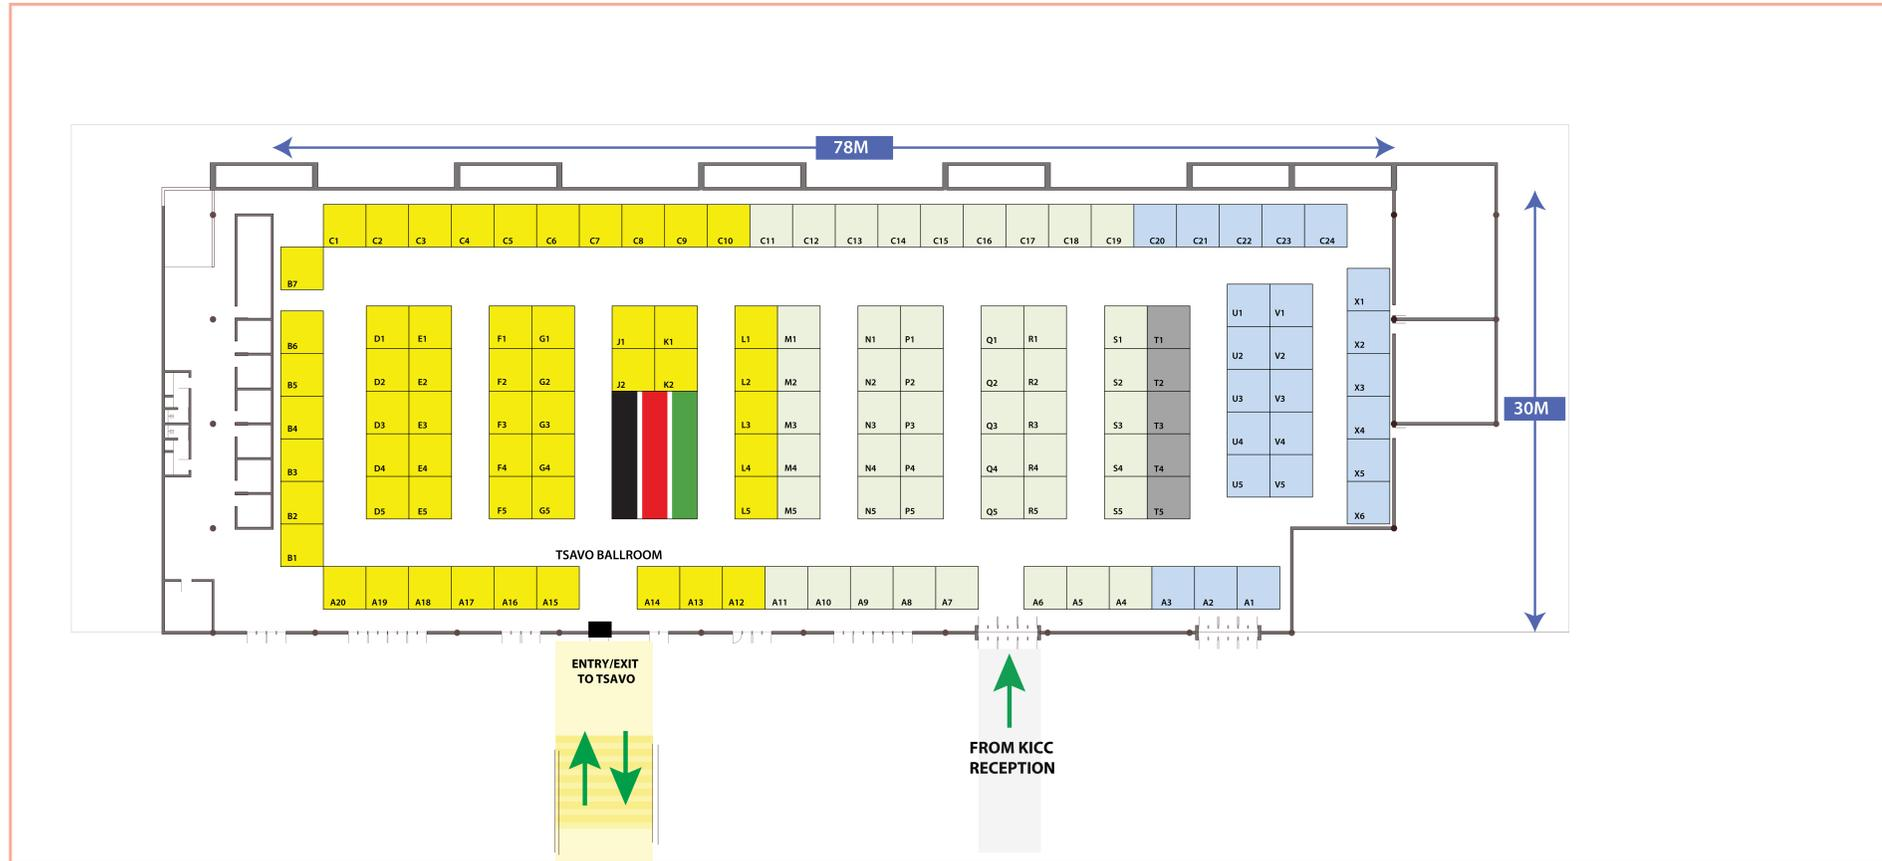 78M
C1 C2 C3 C4 C5 C6 C7 C8 C9 C10 C11 C12 C13 C14 C15 C16 C17 C18 C19 C20 C21 C22 C23 C24
B7
X1
U1 V1
D1 E1 F1 G1 J1 K1 L1 M1 N1 P1 Q1 R1 S1 T1
B6
X2
U2 V2
D2 E2 F2 G2 J2 K2 L2 M2 N2 P2 Q2 R2 S2 T2
B5
X3
U3 V3
30M
D3 E3 F3 G3 L3 M3 N3 P3 Q3 R3 S3 T3
B4
X4
U4 V4
D4 E4 F4 G4 L4 M4 N4 P4 Q4 R4 S4 T4
B3
X5
U5 V5
D5 E5 F5 G5 L5 M5 N5 P5 Q5 R5 S5 T5
B2
X6
B1
TSAVO BALLROOM
A20 A19 A18 A17 A16 A15 A14 A13 A12 A11 A10 A9 A8 A7 A6 A5 A4 A3 A2 A1
ENTRY/EXIT
TO TSAVO
FROM KICC
RECEPTION